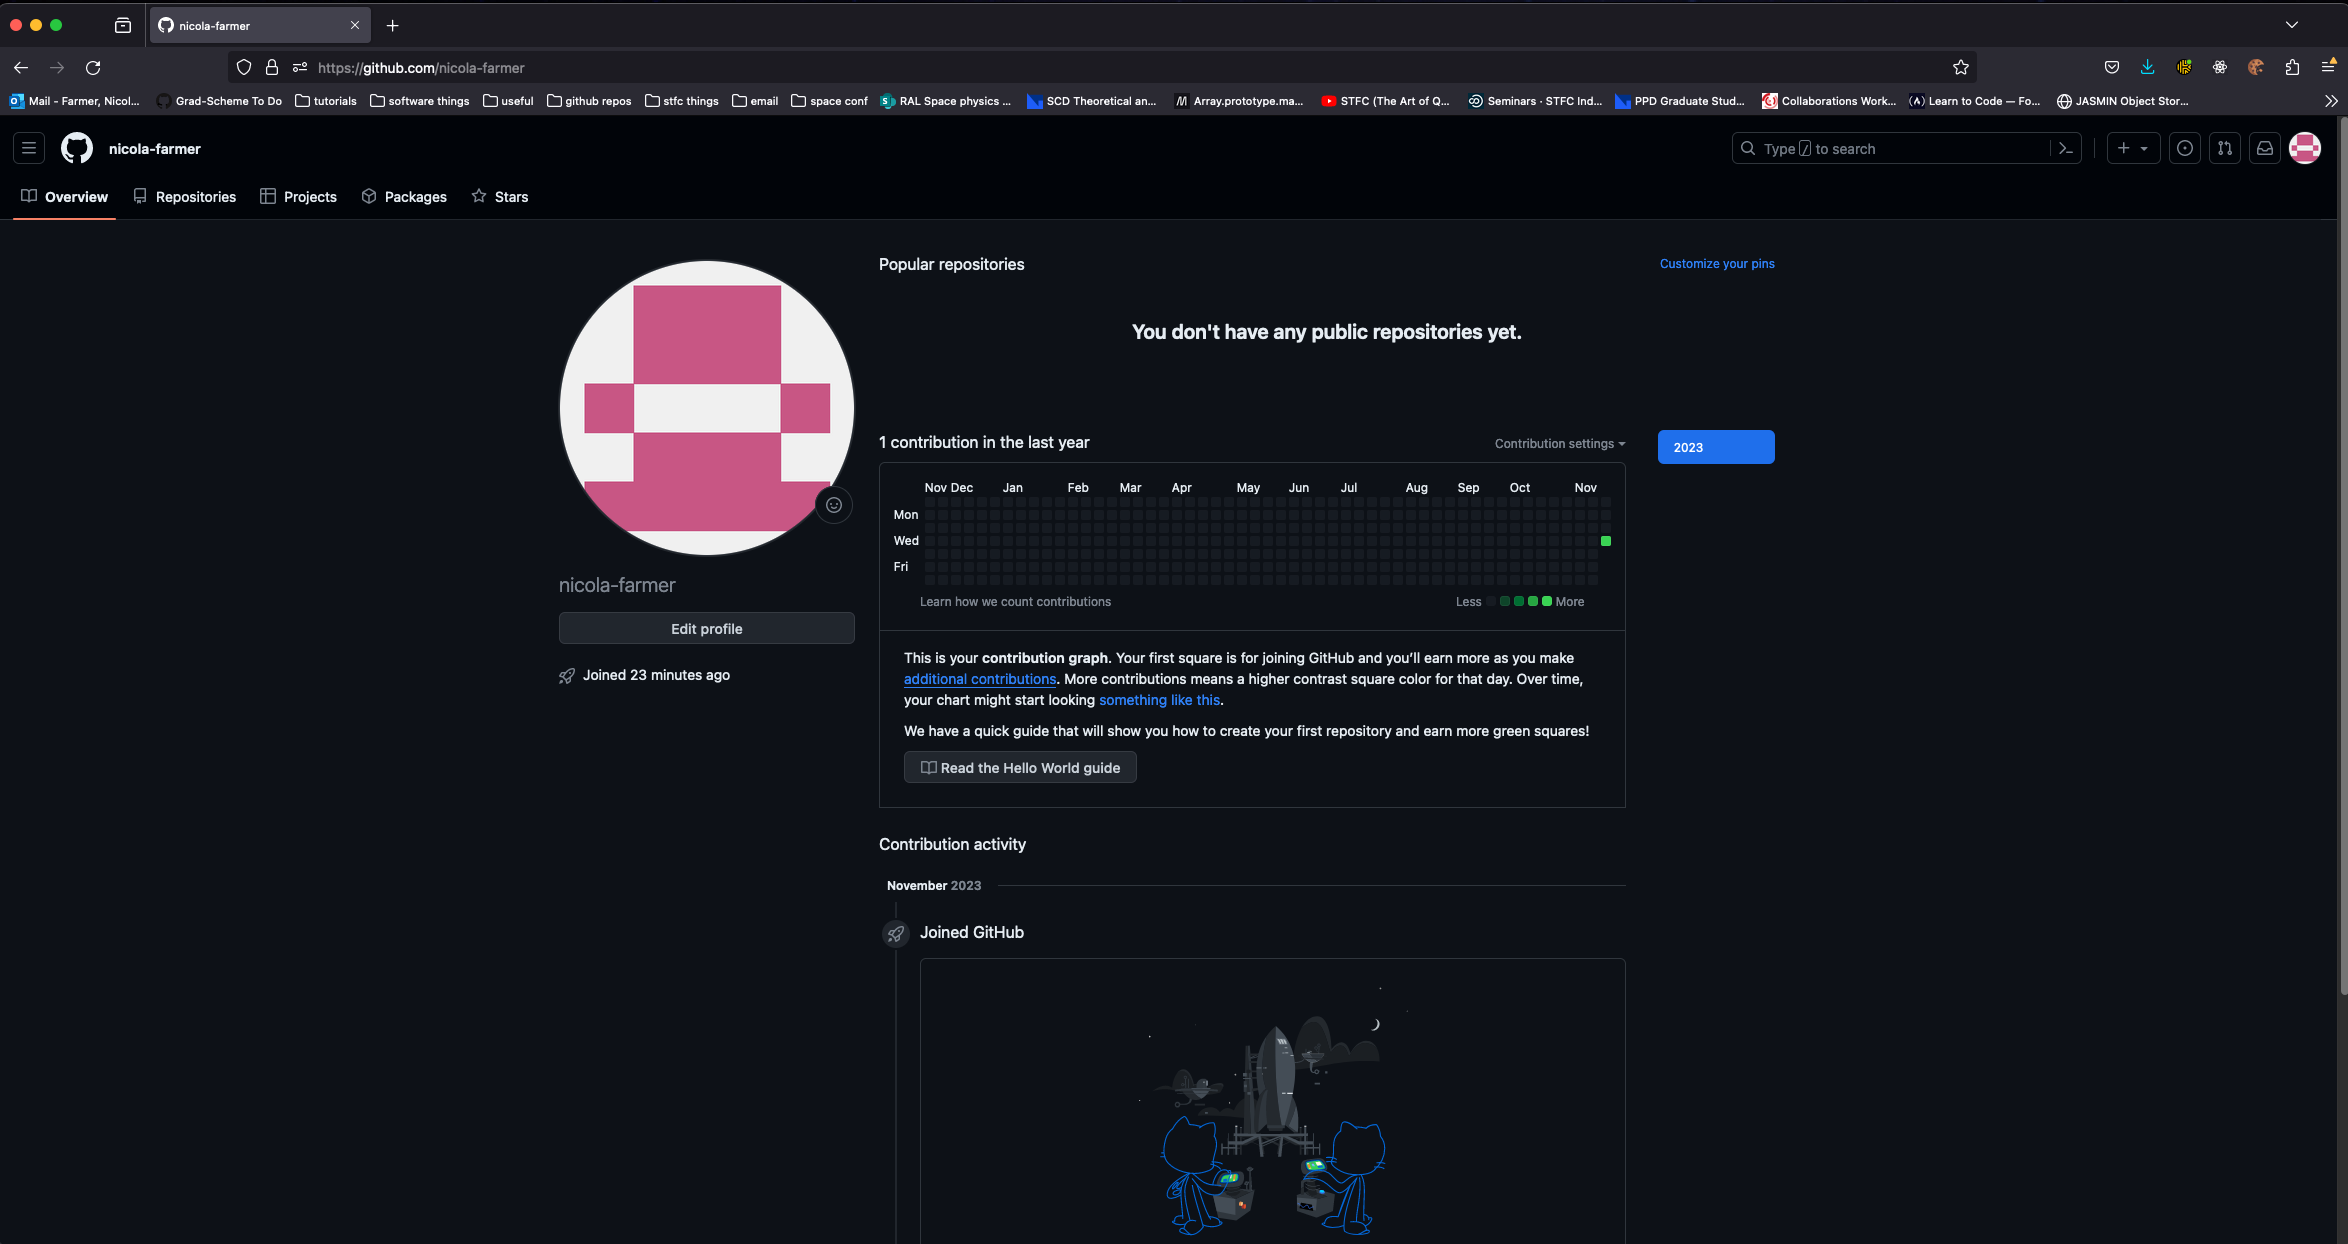 nicola-farmer
https://github.com/nicola-farmer
Mail - Farmer, Nicol... Grad-Scheme To Do tutorials software things useful github repos stfc things email space conf RAL Space physics ... SCD Theoretical an... Array.prototype.ma... STFC (The Art of Q... Seminars · STFC Ind... PPD Graduate Stud... Collaborations Work... Learn to Code — Fo... JASMIN Object Stor...
nicola-farmer
Type / to search
Overview Repositories Projects Packages Stars
Popular repositories
Customize your pins
You don't have any public repositories yet.
1 contribution in the last year
Contribution settings
2023
Nov Dec Jan Feb Mar Apr May Jun Jul Aug Sep Oct Nov
Mon
Wed
Fri
Learn how we count contributions
Less More
nicola-farmer
Edit profile
Joined 23 minutes ago
This is your contribution graph. Your first square is for joining GitHub and you’ll earn more as you make
additional contributions. More contributions means a higher contrast square color for that day. Over time,
your chart might start looking something like this.
We have a quick guide that will show you how to create your first repository and earn more green squares!
Read the Hello World guide
Contribution activity
November 2023
Joined GitHub